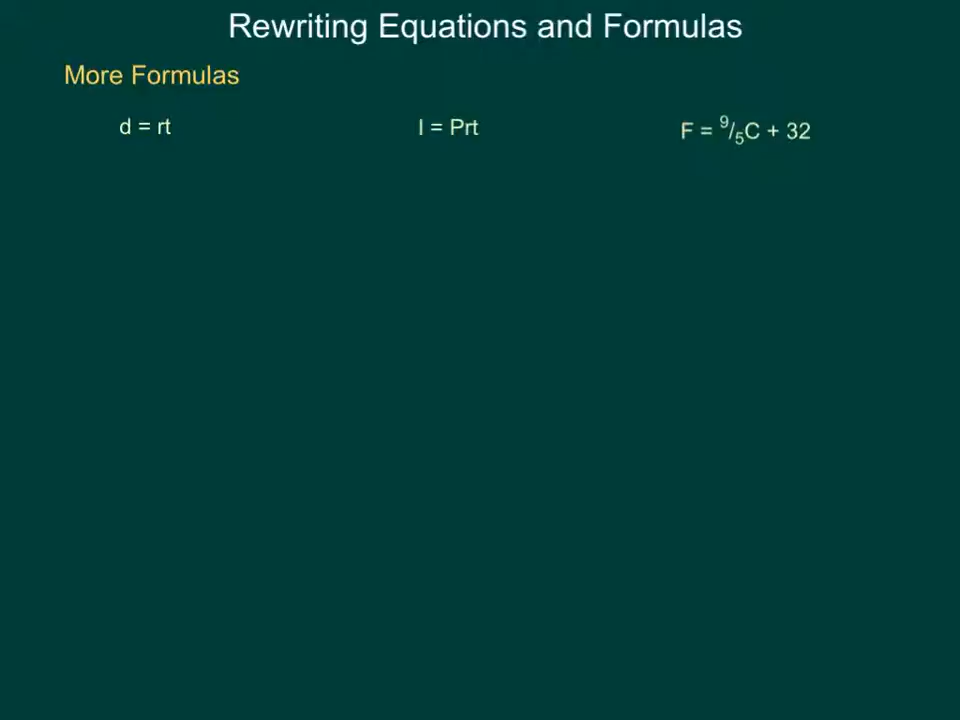 Rewriting Equations and Formulas
More Formulas
d = rt
I = Prt
F = ⁹/₅C + 32